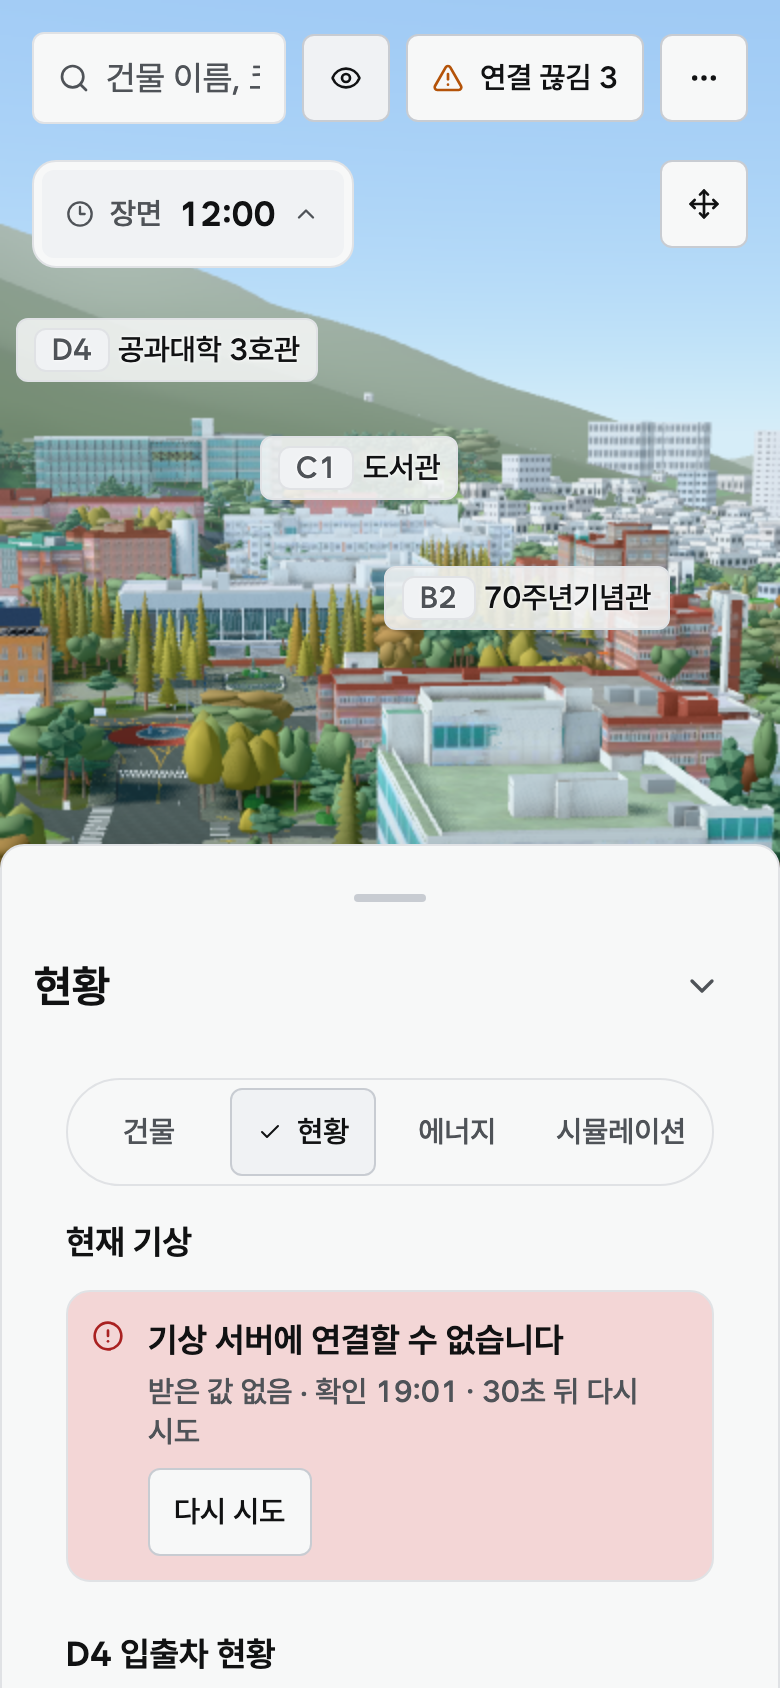 건물 이름,
연결 끊김 3
장면 12:00
D4 공과대학 3호관
C1 도서관
B2 70주년기념관
현황
건물
현황
에너지
시뮬레이션
현재 기상
기상 서버에 연결할 수 없습니다
받은 값 없음 · 확인 19:01 · 30초 뒤 다시
시도
다시 시도
D4 입출차 현황